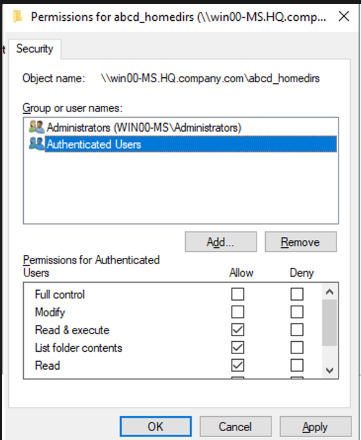 Permissions for abcd_homedirs (\\win00-MS.HQ.comp...
Security
Object name: \\win00-MS.HQ.company.com\abcd_homedirs
Group or user names:
Administrators (WIN00-MS\Administrators)
Authenticated Users
Add...
Remove
Permissions for Authenticated
Users
Allow
Deny
Full control
Modify
Read & execute
List folder contents
Read
OK
Cancel
Apply